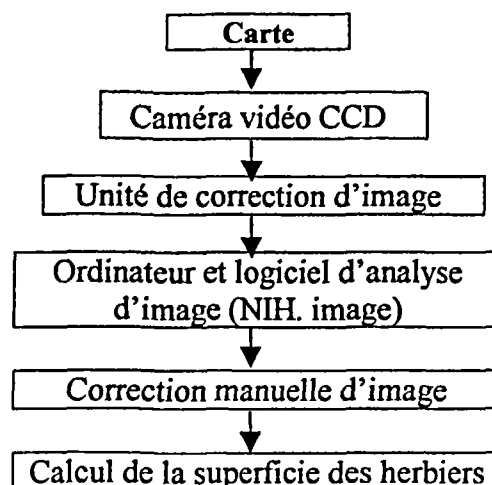 Carte
Caméra vidéo CCD
Unité de correction d'image
Ordinateur et logiciel d'analyse
d'image (NIH. image)
Correction manuelle d'image
Calcul de la superficie des herbiers